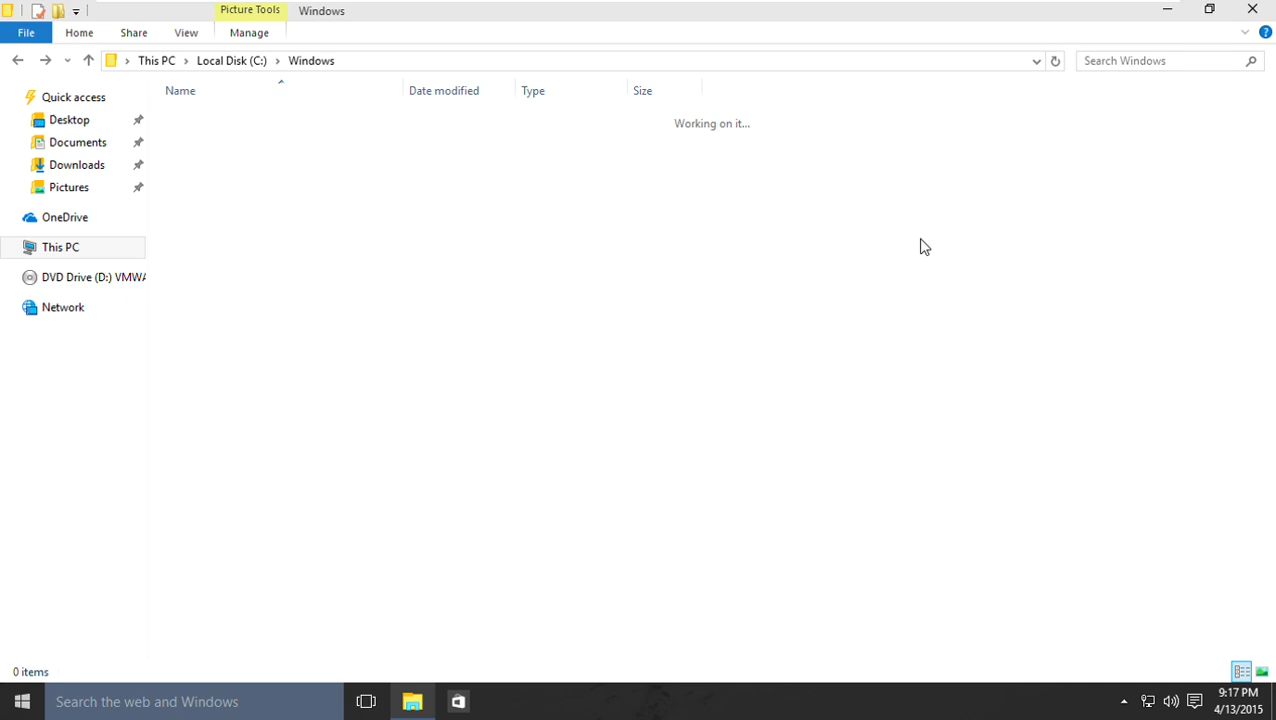 Picture Tools
Windows
File
Home
Share
View
Manage
This PC
Local Disk (C:)
Windows
Search Windows
Quick access
Desktop
Documents
Downloads
Pictures
OneDrive
This PC
DVD Drive (D:) VMWA
Network
Name
Date modified
Type
Size
Working on it...
0 items
Search the web and Windows
9:17 PM
4/13/2015